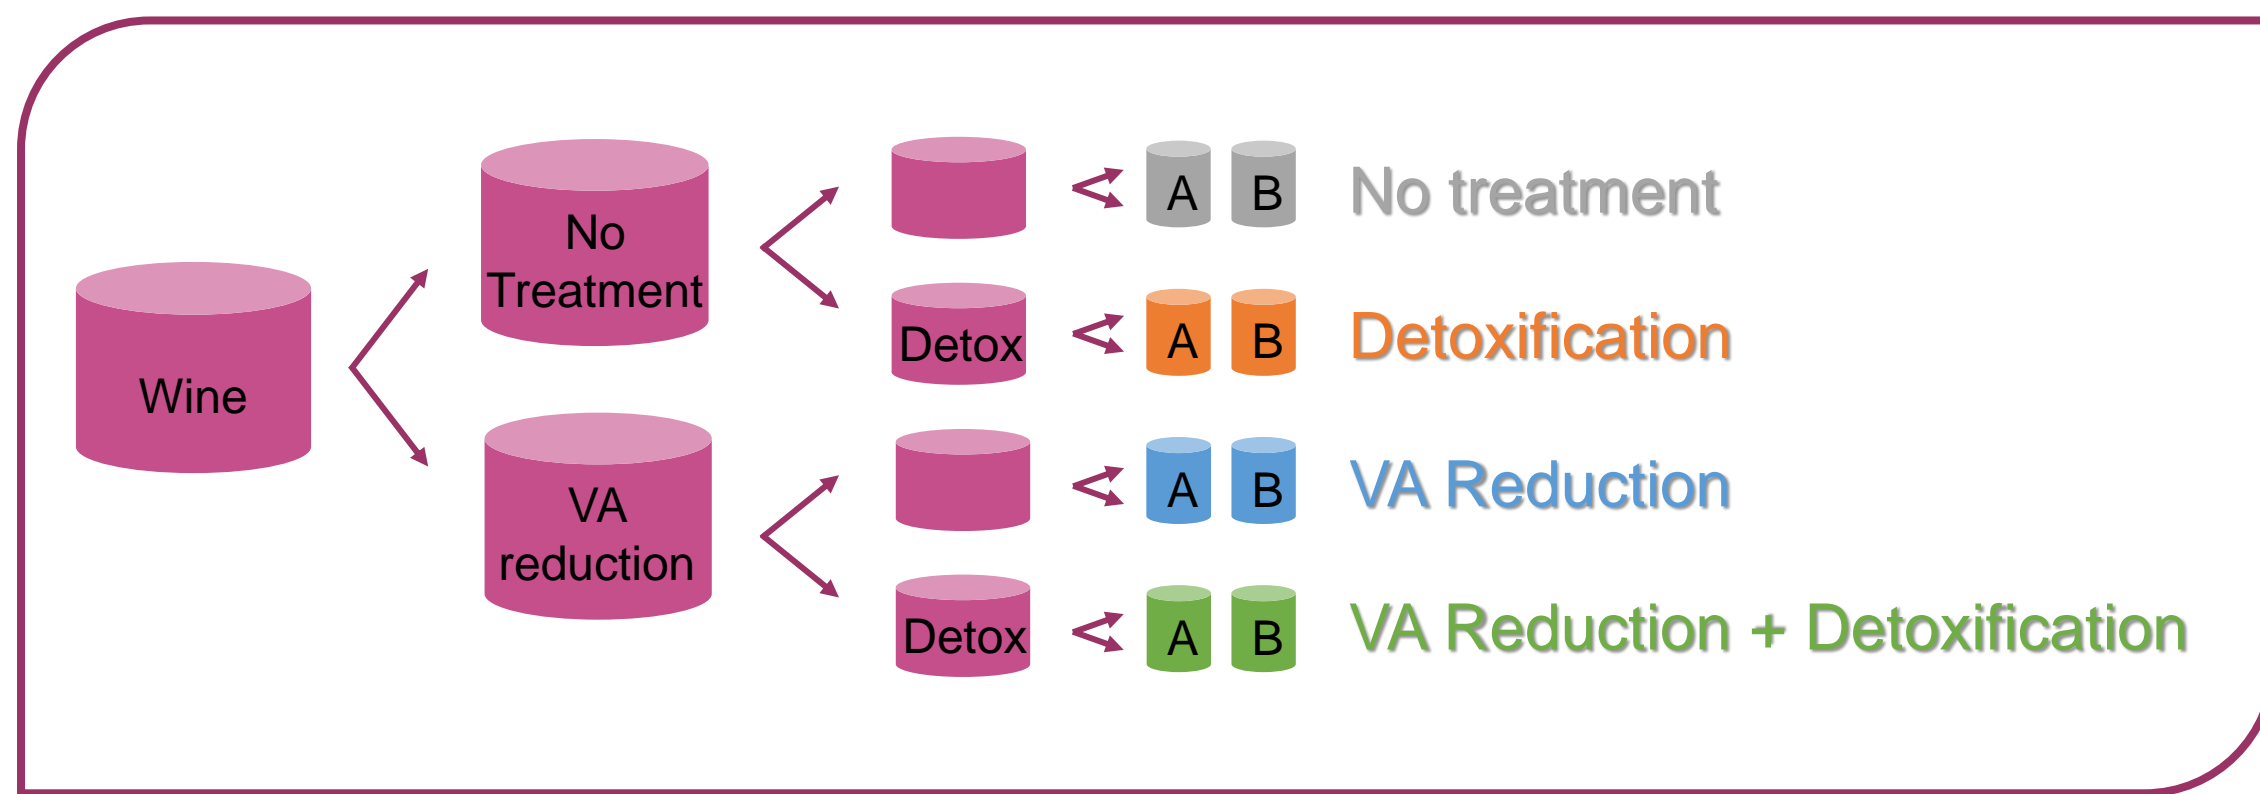 Wine
No
Treatment
VA
reduction
Detox
Detox
A B No treatment
A B Detoxification
A B VA Reduction
A B VA Reduction + Detoxification